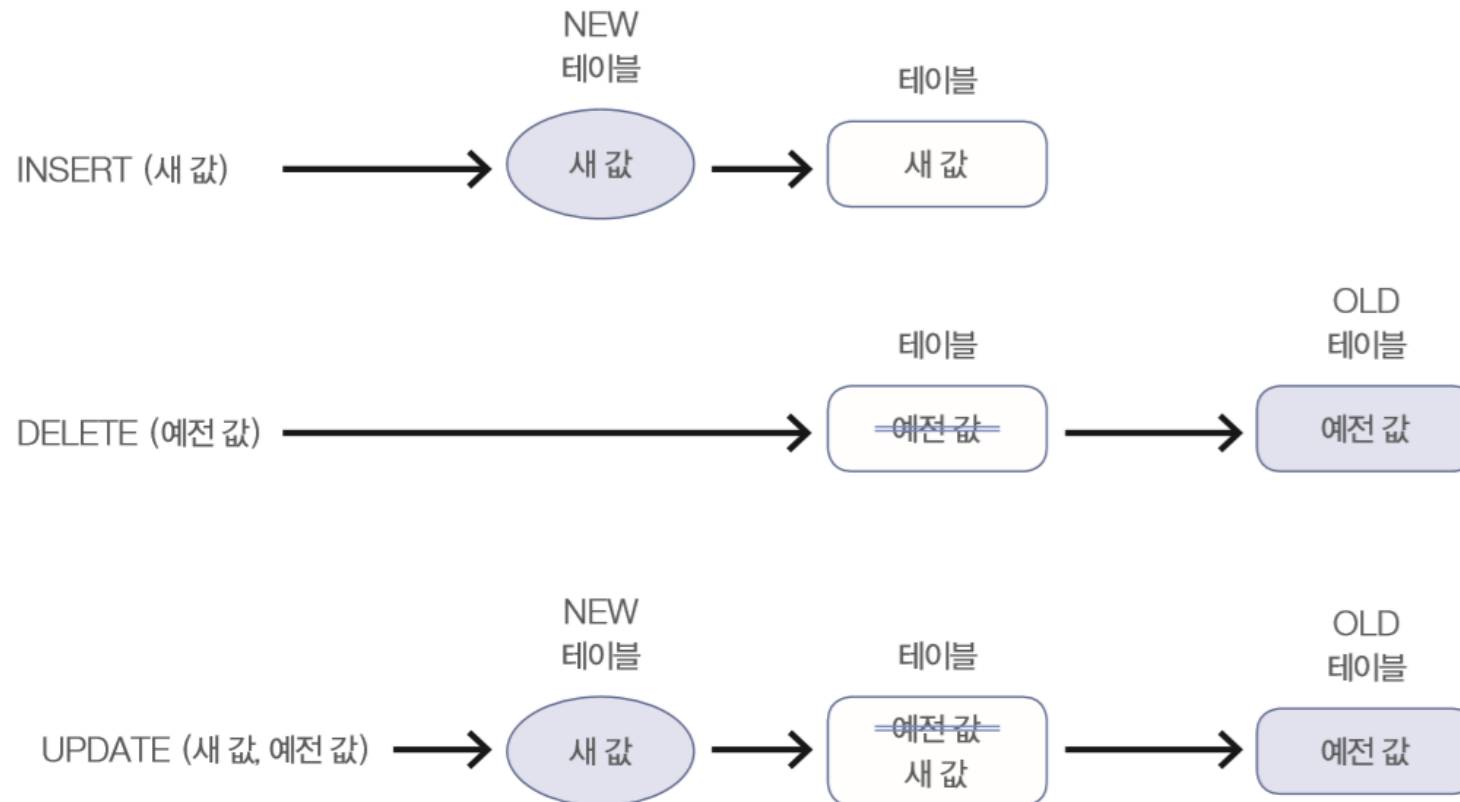 NEW
테이블
테이블
INSERT (새 값)
새 값
새 값
OLD
테이블
테이블
DELETE (예전 값)
예전 값
예전 값
NEW
테이블
테이블
OLD
테이블
UPDATE (새 값, 예전 값)
새 값
예전 값
새 값
예전 값